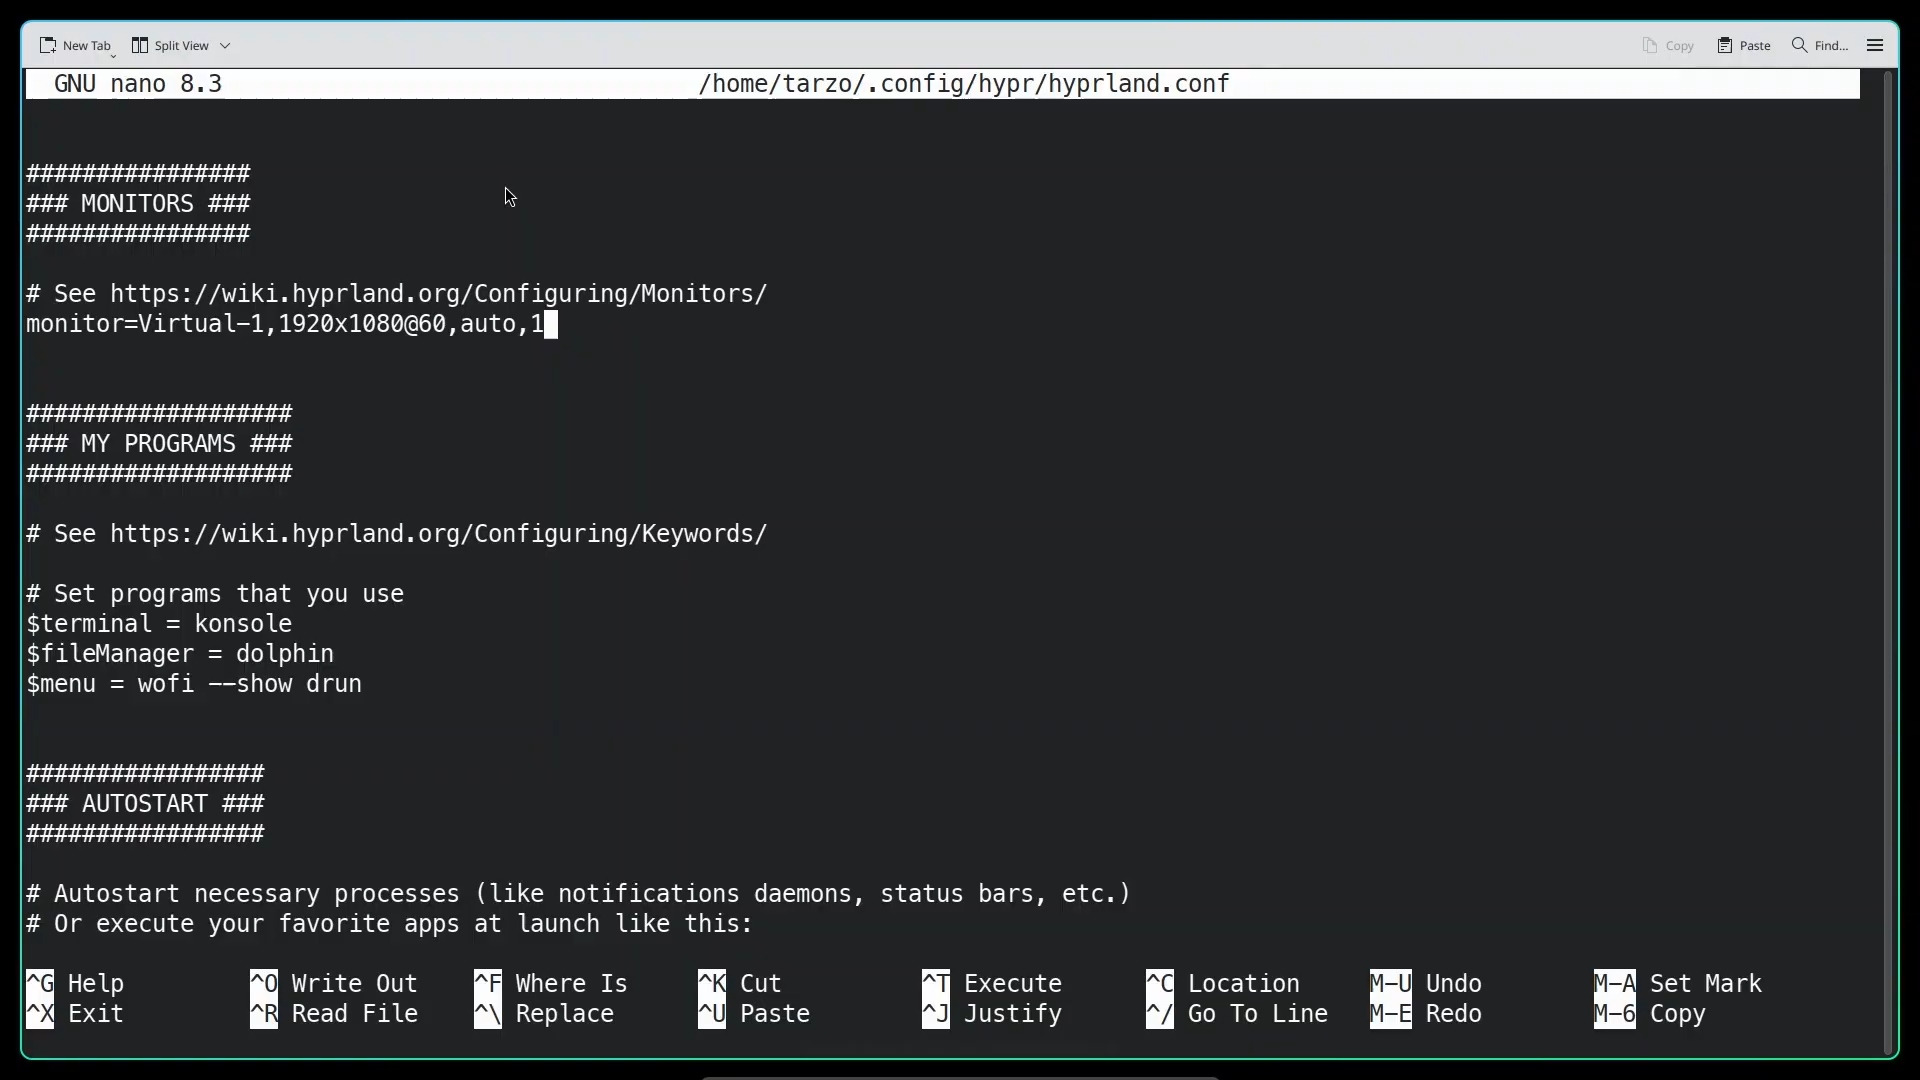 New Tab Split View Copy Paste Find...
GNU nano 8.3 /home/tarzo/.config/hypr/hyprland.conf
################
### MONITORS ###
################
# See https://wiki.hyprland.org/Configuring/Monitors/
monitor=Virtual-1,1920x1080@60,auto,1
###################
### MY PROGRAMS ###
###################
# See https://wiki.hyprland.org/Configuring/Keywords/
# Set programs that you use
$terminal = konsole
$fileManager = dolphin
$menu = wofi --show drun
#################
### AUTOSTART ###
#################
# Autostart necessary processes (like notifications daemons, status bars, etc.)
# Or execute your favorite apps at launch like this:
^G Help ^O Write Out ^F Where Is ^K Cut ^T Execute ^C Location M-U Undo M-A Set Mark
^X Exit ^R Read File ^\ Replace ^U Paste ^J Justify ^/ Go To Line M-E Redo M-6 Copy